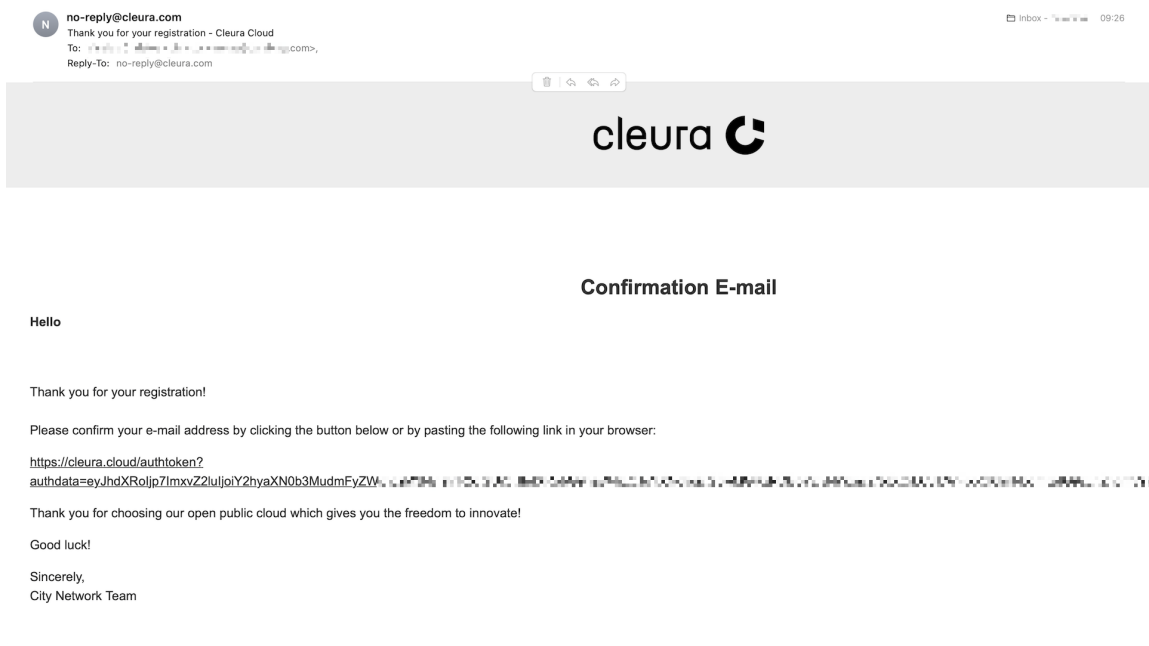 N
no-reply@cleura.com
Inbox - 09:26
Thank you for your registration - Cleura Cloud
To: .com>,
Reply-To: no-reply@cleura.com
cleura
Confirmation E-mail
Hello
Thank you for your registration!
Please confirm your e-mail address by clicking the button below or by pasting the following link in your browser:
https://cleura.cloud/authtoken?
authdata=eyJhdXRoIjp7ImxvZ2luIjoiY2hyaXN0b3MudmFyZW
Thank you for choosing our open public cloud which gives you the freedom to innovate!
Good luck!
Sincerely,
City Network Team